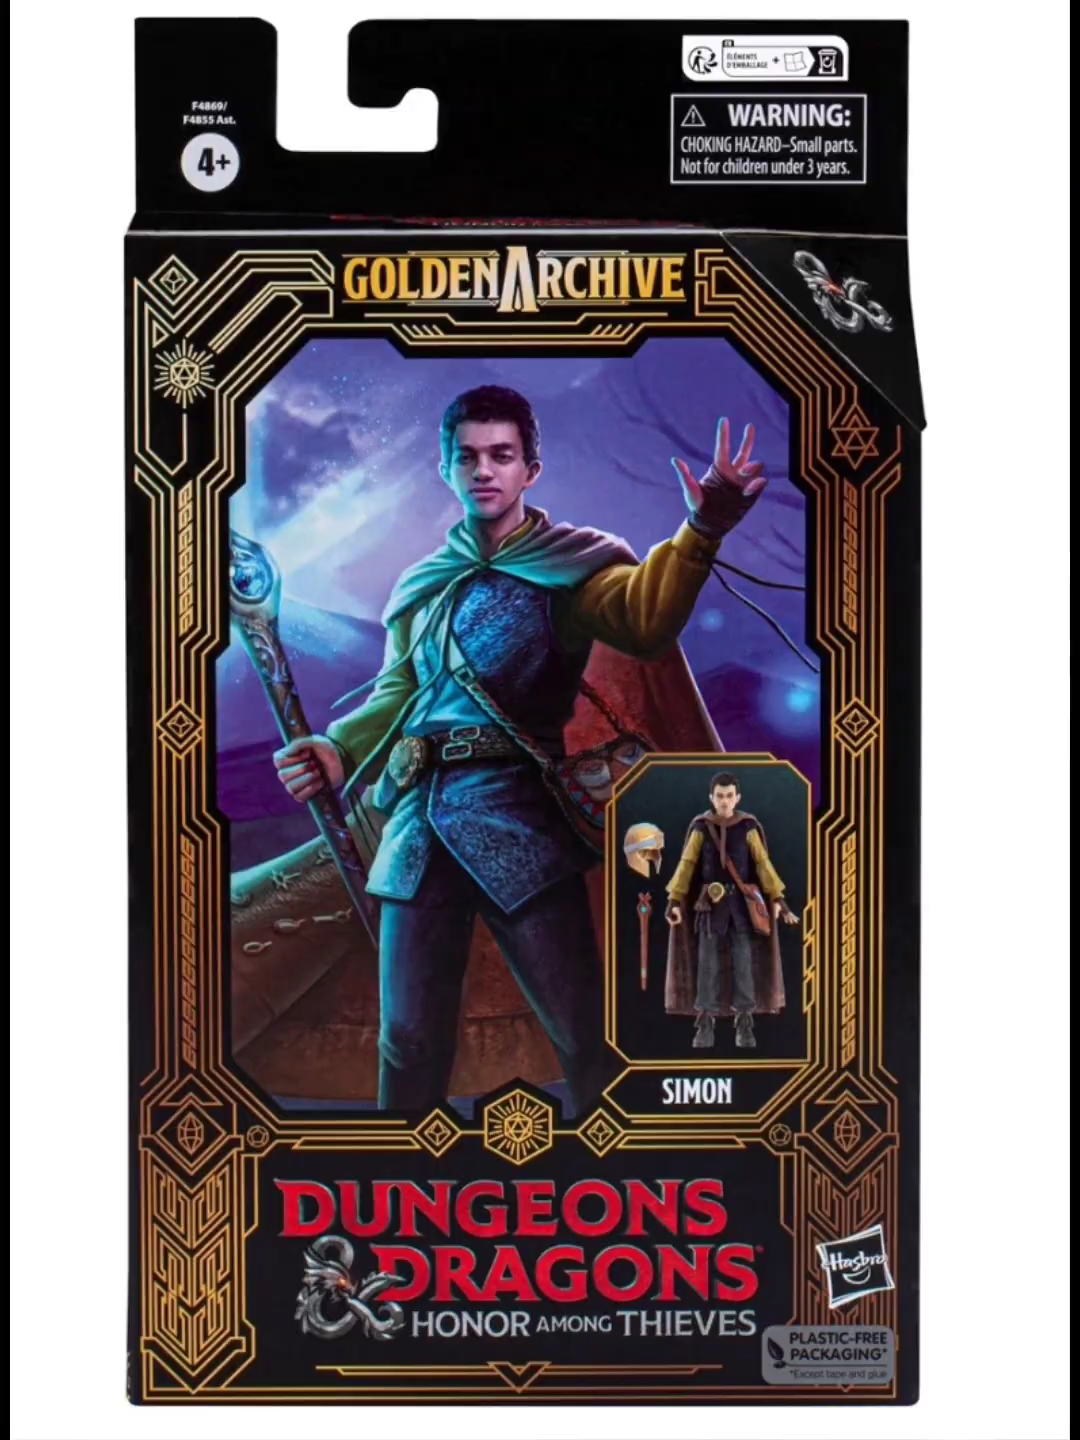 FR
ÉLÉMENTS
D'EMBALLAGE
+
F4869/
F4855 Ast.
4+
WARNING:
CHOKING HAZARD–Small parts.
Not for children under 3 years.
GOLDEN ARCHIVE
SIMON
DUNGEONS
& DRAGONS
HONOR AMONG THIEVES
Hasbro
PLASTIC-FREE
PACKAGING*
*Except tape and glue